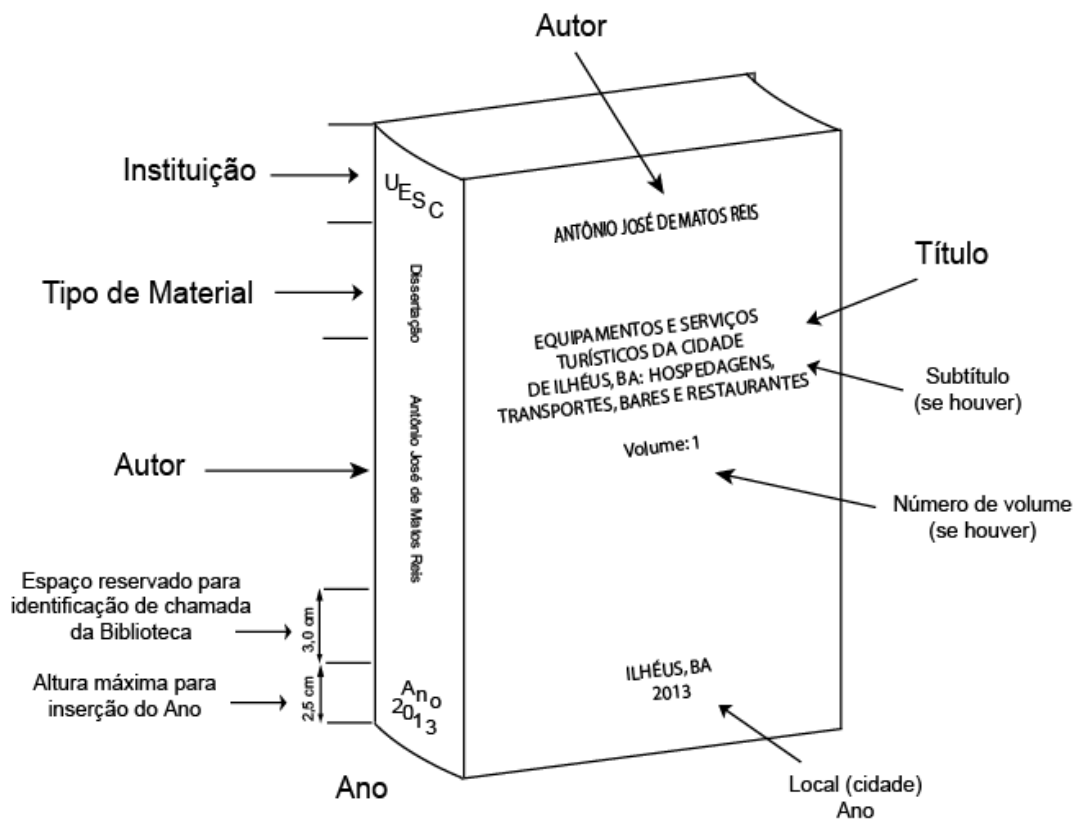 Autor
Instituição
UESC
ANTÔNIO JOSÉ DE MATOS REIS
Título
Tipo de Material
Dissertação
EQUIPAMENTOS E SERVIÇOS
TURÍSTICOS DA CIDADE
DE ILHÉUS, BA: HOSPEDAGENS,
TRANSPORTES, BARES E RESTAURANTES
Subtítulo
(se houver)
Volume: 1
Autor
Antônio José de Matos Reis
Número de volume
(se houver)
Espaço reservado para
identificação de chamada
da Biblioteca
3,0 cm
Altura máxima para
inserção do Ano
2,5 cm
Ano
2013
ILHÉUS, BA
2013
Ano
Local (cidade)
Ano